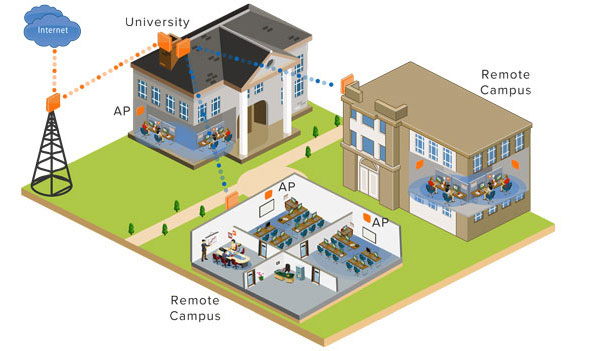 Internet
University
AP
Remote
Campus
AP
AP
Remote
Campus